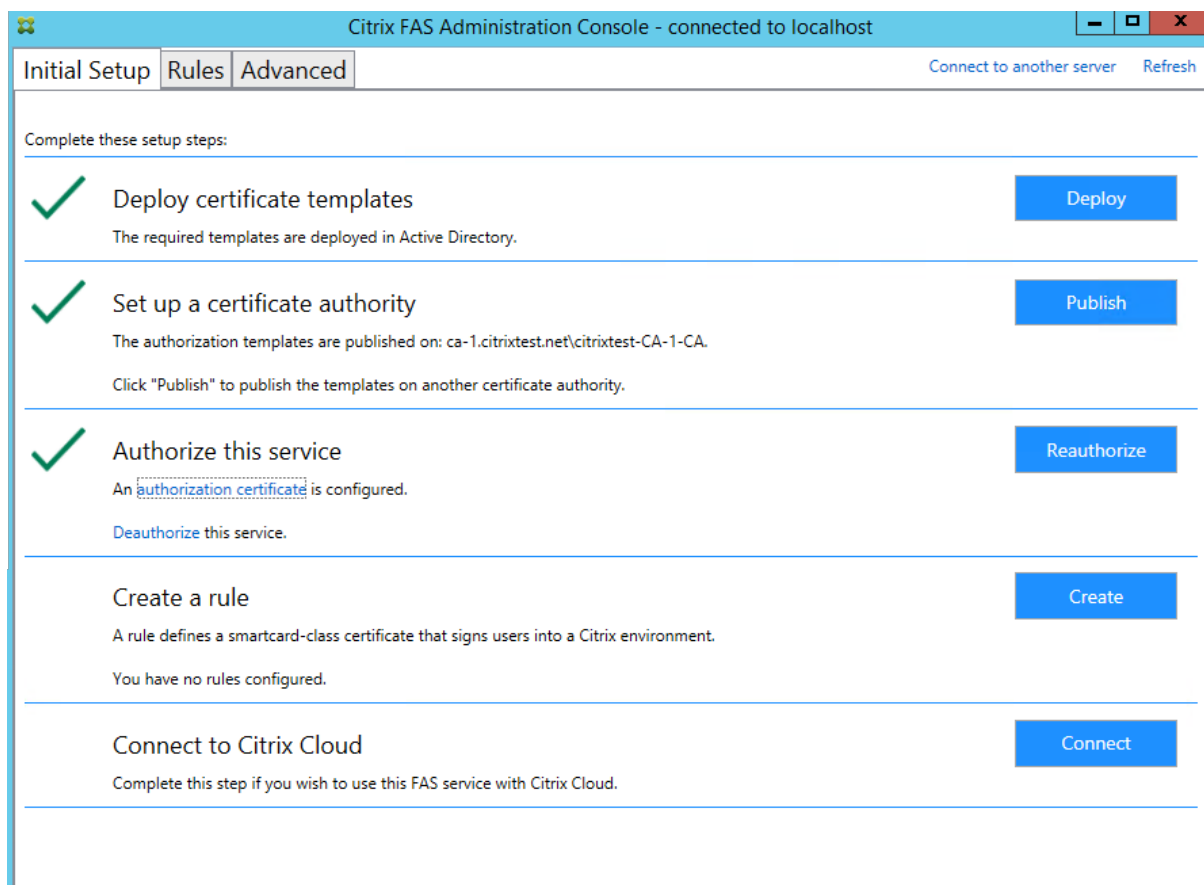 Citrix FAS Administration Console - connected to localhost
Initial Setup Rules Advanced Connect to another server Refresh
Complete these setup steps:
Deploy certificate templates Deploy
The required templates are deployed in Active Directory.
Set up a certificate authority Publish
The authorization templates are published on: ca-1.citrixtest.net\citrixtest-CA-1-CA.
Click "Publish" to publish the templates on another certificate authority.
Authorize this service Reauthorize
An authorization certificate is configured.
Deauthorize this service.
Create a rule Create
A rule defines a smartcard-class certificate that signs users into a Citrix environment.
You have no rules configured.
Connect to Citrix Cloud Connect
Complete this step if you wish to use this FAS service with Citrix Cloud.